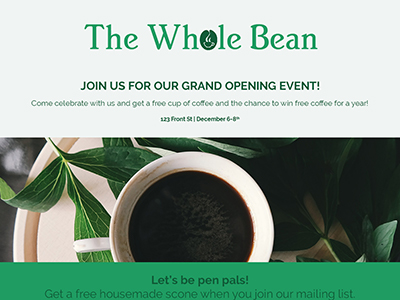 The Whole Bean
JOIN US FOR OUR GRAND OPENING EVENT!
Come celebrate with us and get a free cup of coffee and the chance to win free coffee for a year!
123 Front St | December 6-8th
Let's be pen pals!
Get a free housemade scone when you join our mailing list.